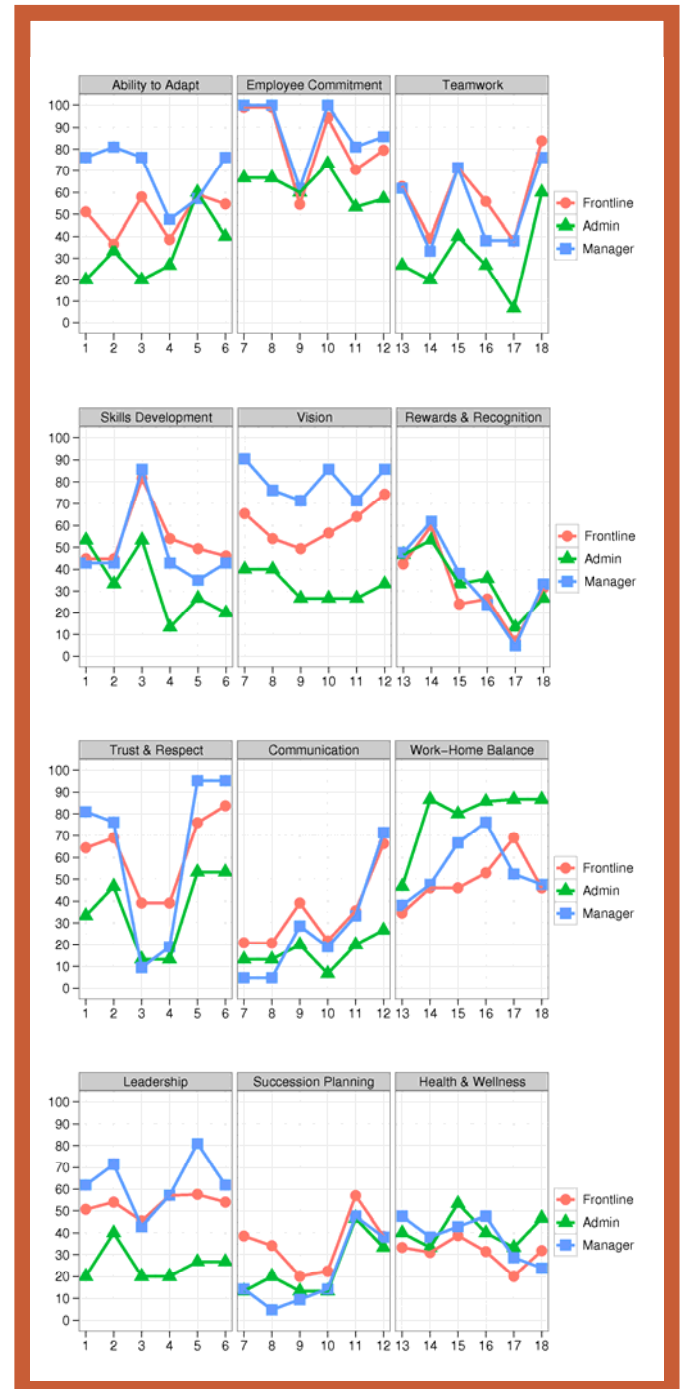 Ability to Adapt Employee Commitment Teamwork
100
90
80
70
60
50
40
30
20
10
0
Frontline
Admin
Manager
1 2 3 4 5 6 7 8 9 10 11 12 13 14 15 16 17 18
Skills Development Vision Rewards & Recognition
100
90
80
70
60
50
40
30
20
10
0
Frontline
Admin
Manager
1 2 3 4 5 6 7 8 9 10 11 12 13 14 15 16 17 18
Trust & Respect Communication Work−Home Balance
100
90
80
70
60
50
40
30
20
10
0
Frontline
Admin
Manager
1 2 3 4 5 6 7 8 9 10 11 12 13 14 15 16 17 18
Leadership Succession Planning Health & Wellness
100
90
80
70
60
50
40
30
20
10
0
Frontline
Admin
Manager
1 2 3 4 5 6 7 8 9 10 11 12 13 14 15 16 17 18